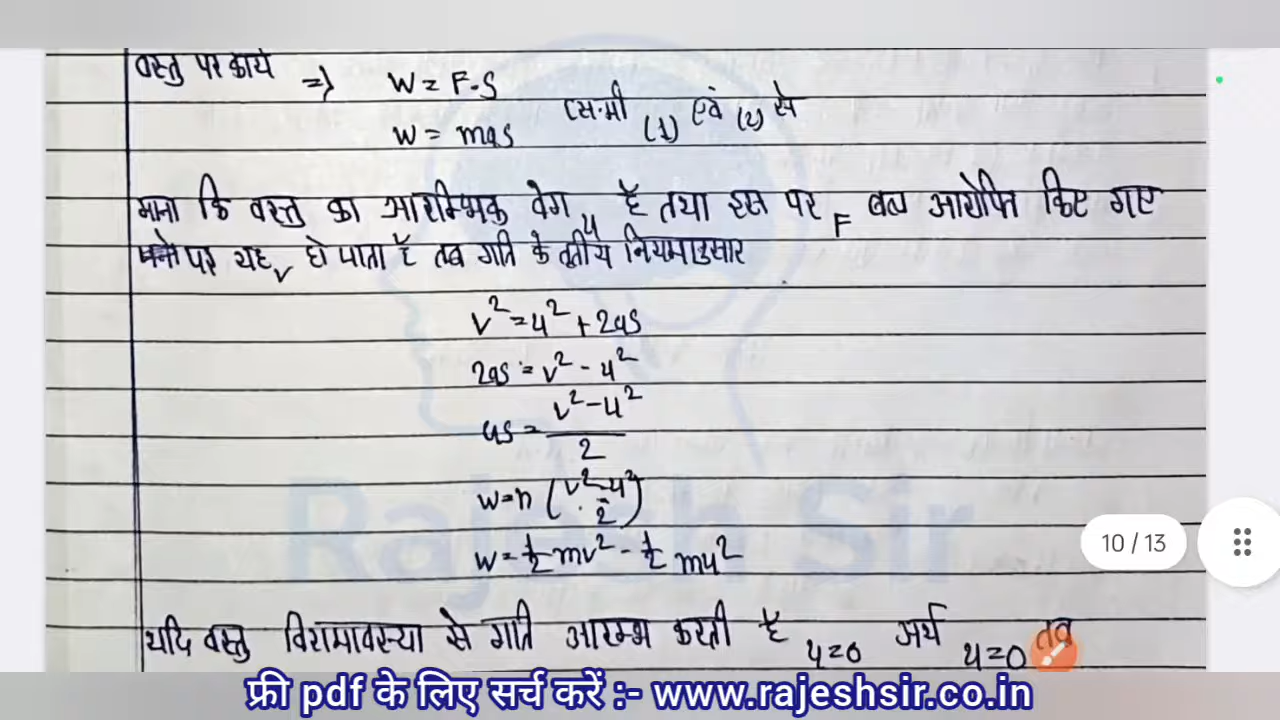 वस्तु पर कार्य => W = F.S
W = mas (स.मी (1) एवं (2) से
माना कि वस्तु का आरम्भिक वेग u है तथा इस पर F बल आरोपित किए गए
पर यह v हो पाता है तब गति के तृतीय नियमानुसार
v² = u² + 2as
2as = v² - u²
as = v² - u² / 2
W = m (v² - u² / 2)
W = 1/2 mv² - 1/2 mu²
यदि वस्तु विरामावस्था से गति आरम्भ करती है u=0 अर्थ u=0 तब
Rajesh Sir
10 / 13
फ्री pdf के लिए सर्च करें :- www.rajeshsir.co.in